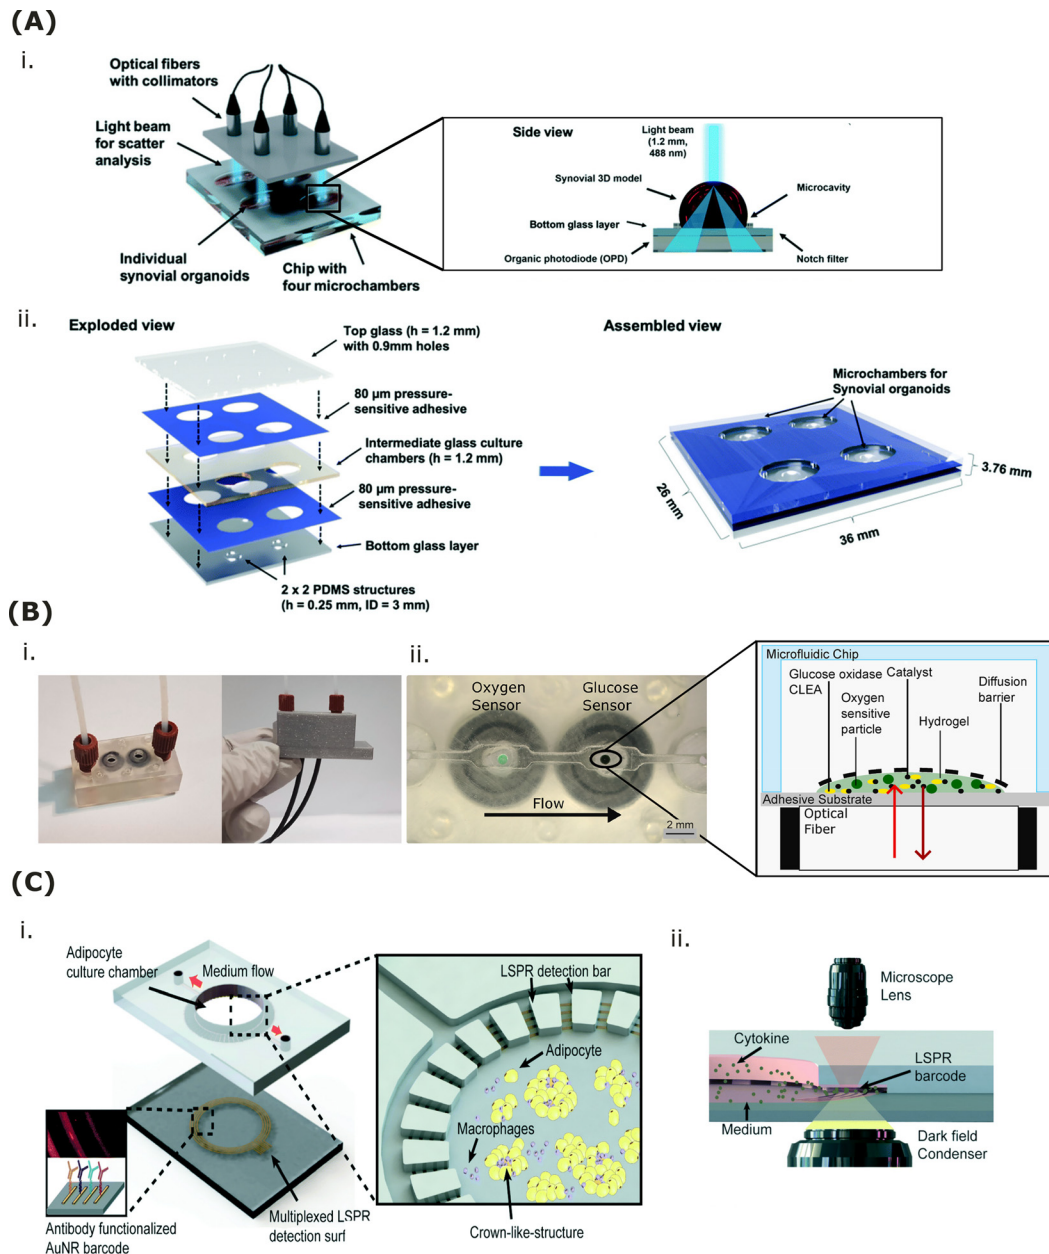 (A)
i.
Optical fibers
with collimators
Light beam
for scatter
analysis
Individual
synovial organoids
Chip with
four microchambers
Side view
Light beam
(1.2 mm,
488 nm)
Synovial 3D model
Microcavity
Bottom glass layer
Organic photodiode (OPD)
Notch filter
ii.
Exploded view
Top glass (h = 1.2 mm)
with 0.9mm holes
80 µm pressure-
sensitive adhesive
Intermediate glass culture
chambers (h = 1.2 mm)
80 µm pressure-
sensitive adhesive
Bottom glass layer
2 x 2 PDMS structures
(h = 0.25 mm, ID = 3 mm)
Assembled view
Microchambers for
Synovial organoids
3.76 mm
26 mm
36 mm
(B)
i.
ii.
Oxygen
Sensor
Glucose
Sensor
Flow
2 mm
Microfluidic Chip
Glucose oxidase
CLEA
Catalyst
Oxygen
sensitive
particle
Hydrogel
Diffusion
barrier
Adhesive Substrate
Optical
Fiber
(C)
i.
Adipocyte
culture chamber
Medium flow
LSPR detection bar
Adipocyte
Macrophages
Crown-like-structure
Antibody functionalized
AuNR barcode
Multiplexed LSPR
detection surf
ii.
Microscope
Lens
Cytokine
LSPR
barcode
Medium
Dark field
Condenser